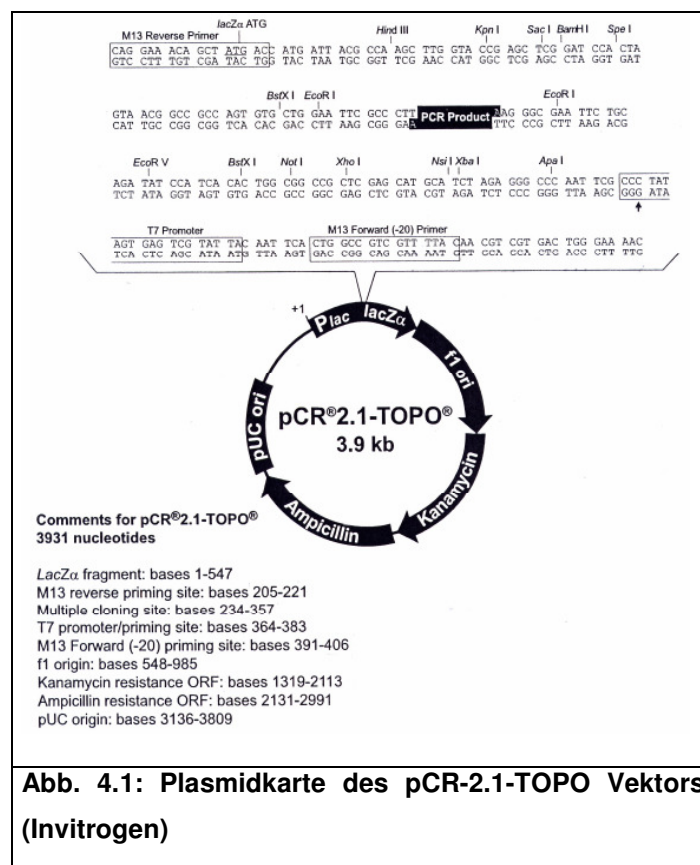 lacZα ATG
M13 Reverse Primer Hind III Kpn I Sac I BamH I Spe I
CAG GAA ACA GCT ATG ACC ATG ATT ACG CCA AGC TTG GTA CCG AGC TCG GAT CCA CTA
GTC CTT TGT CGA TAC TGG TAC TAA TGC GGT TCG AAC CAT GGC TCG AGC CTA GGT GAT
BstX I EcoR I EcoR I
GTA ACG GCC GCC AGT GTG CTG GAA TTC GCC CTT PCR Product AAG GGC GAA TTC TGC
CAT TGC CGG CGG TCA CAC GAC CTT AAG CGG GAA TTC CCG CTT AAG ACG
EcoR V BstX I Not I Xho I Nsi I Xba I Apa I
AGA TAT CCA TCA CAC TGG CGG CCG CTC GAG CAT GCA TCT AGA GGG CCC AAT TCG CCC TAT
TCT ATA GGT AGT GTG ACC GCC GGC GAG CTC GTA CGT AGA TCT CCC GGG TTA AGC GGG ATA
T7 Promoter M13 Forward (-20) Primer
AGT GAG TCG TAT TAC AAT TCA CTG GCC GTC GTT TTA CAA CGT CGT GAC TGG GAA AAC
TCA CTC AGC ATA ATG TTA AGT GAC CGG CAG CAA AAT GTT GCA GCA CTG ACC CTT TTG
+1
Plac lacZα
f1 ori
pUC ori
pCR®2.1-TOPO®
3.9 kb
Kanamycin
Ampicillin
Comments for pCR®2.1-TOPO®
3931 nucleotides
LacZα fragment: bases 1-547
M13 reverse priming site: bases 205-221
Multiple cloning site: bases 234-357
T7 promoter/priming site: bases 364-383
M13 Forward (-20) priming site: bases 391-406
f1 origin: bases 548-985
Kanamycin resistance ORF: bases 1319-2113
Ampicillin resistance ORF: bases 2131-2991
pUC origin: bases 3136-3809
Abb. 4.1: Plasmidkarte des pCR-2.1-TOPO Vektors
(Invitrogen)